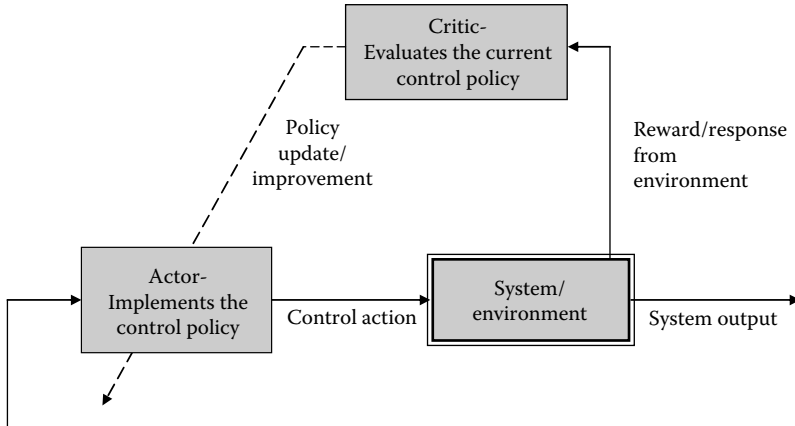 Critic-
Evaluates the current
control policy
Policy
update/
improvement
Reward/response
from
environment
Actor-
Implements the
control policy
Control action
System/
environment
System output